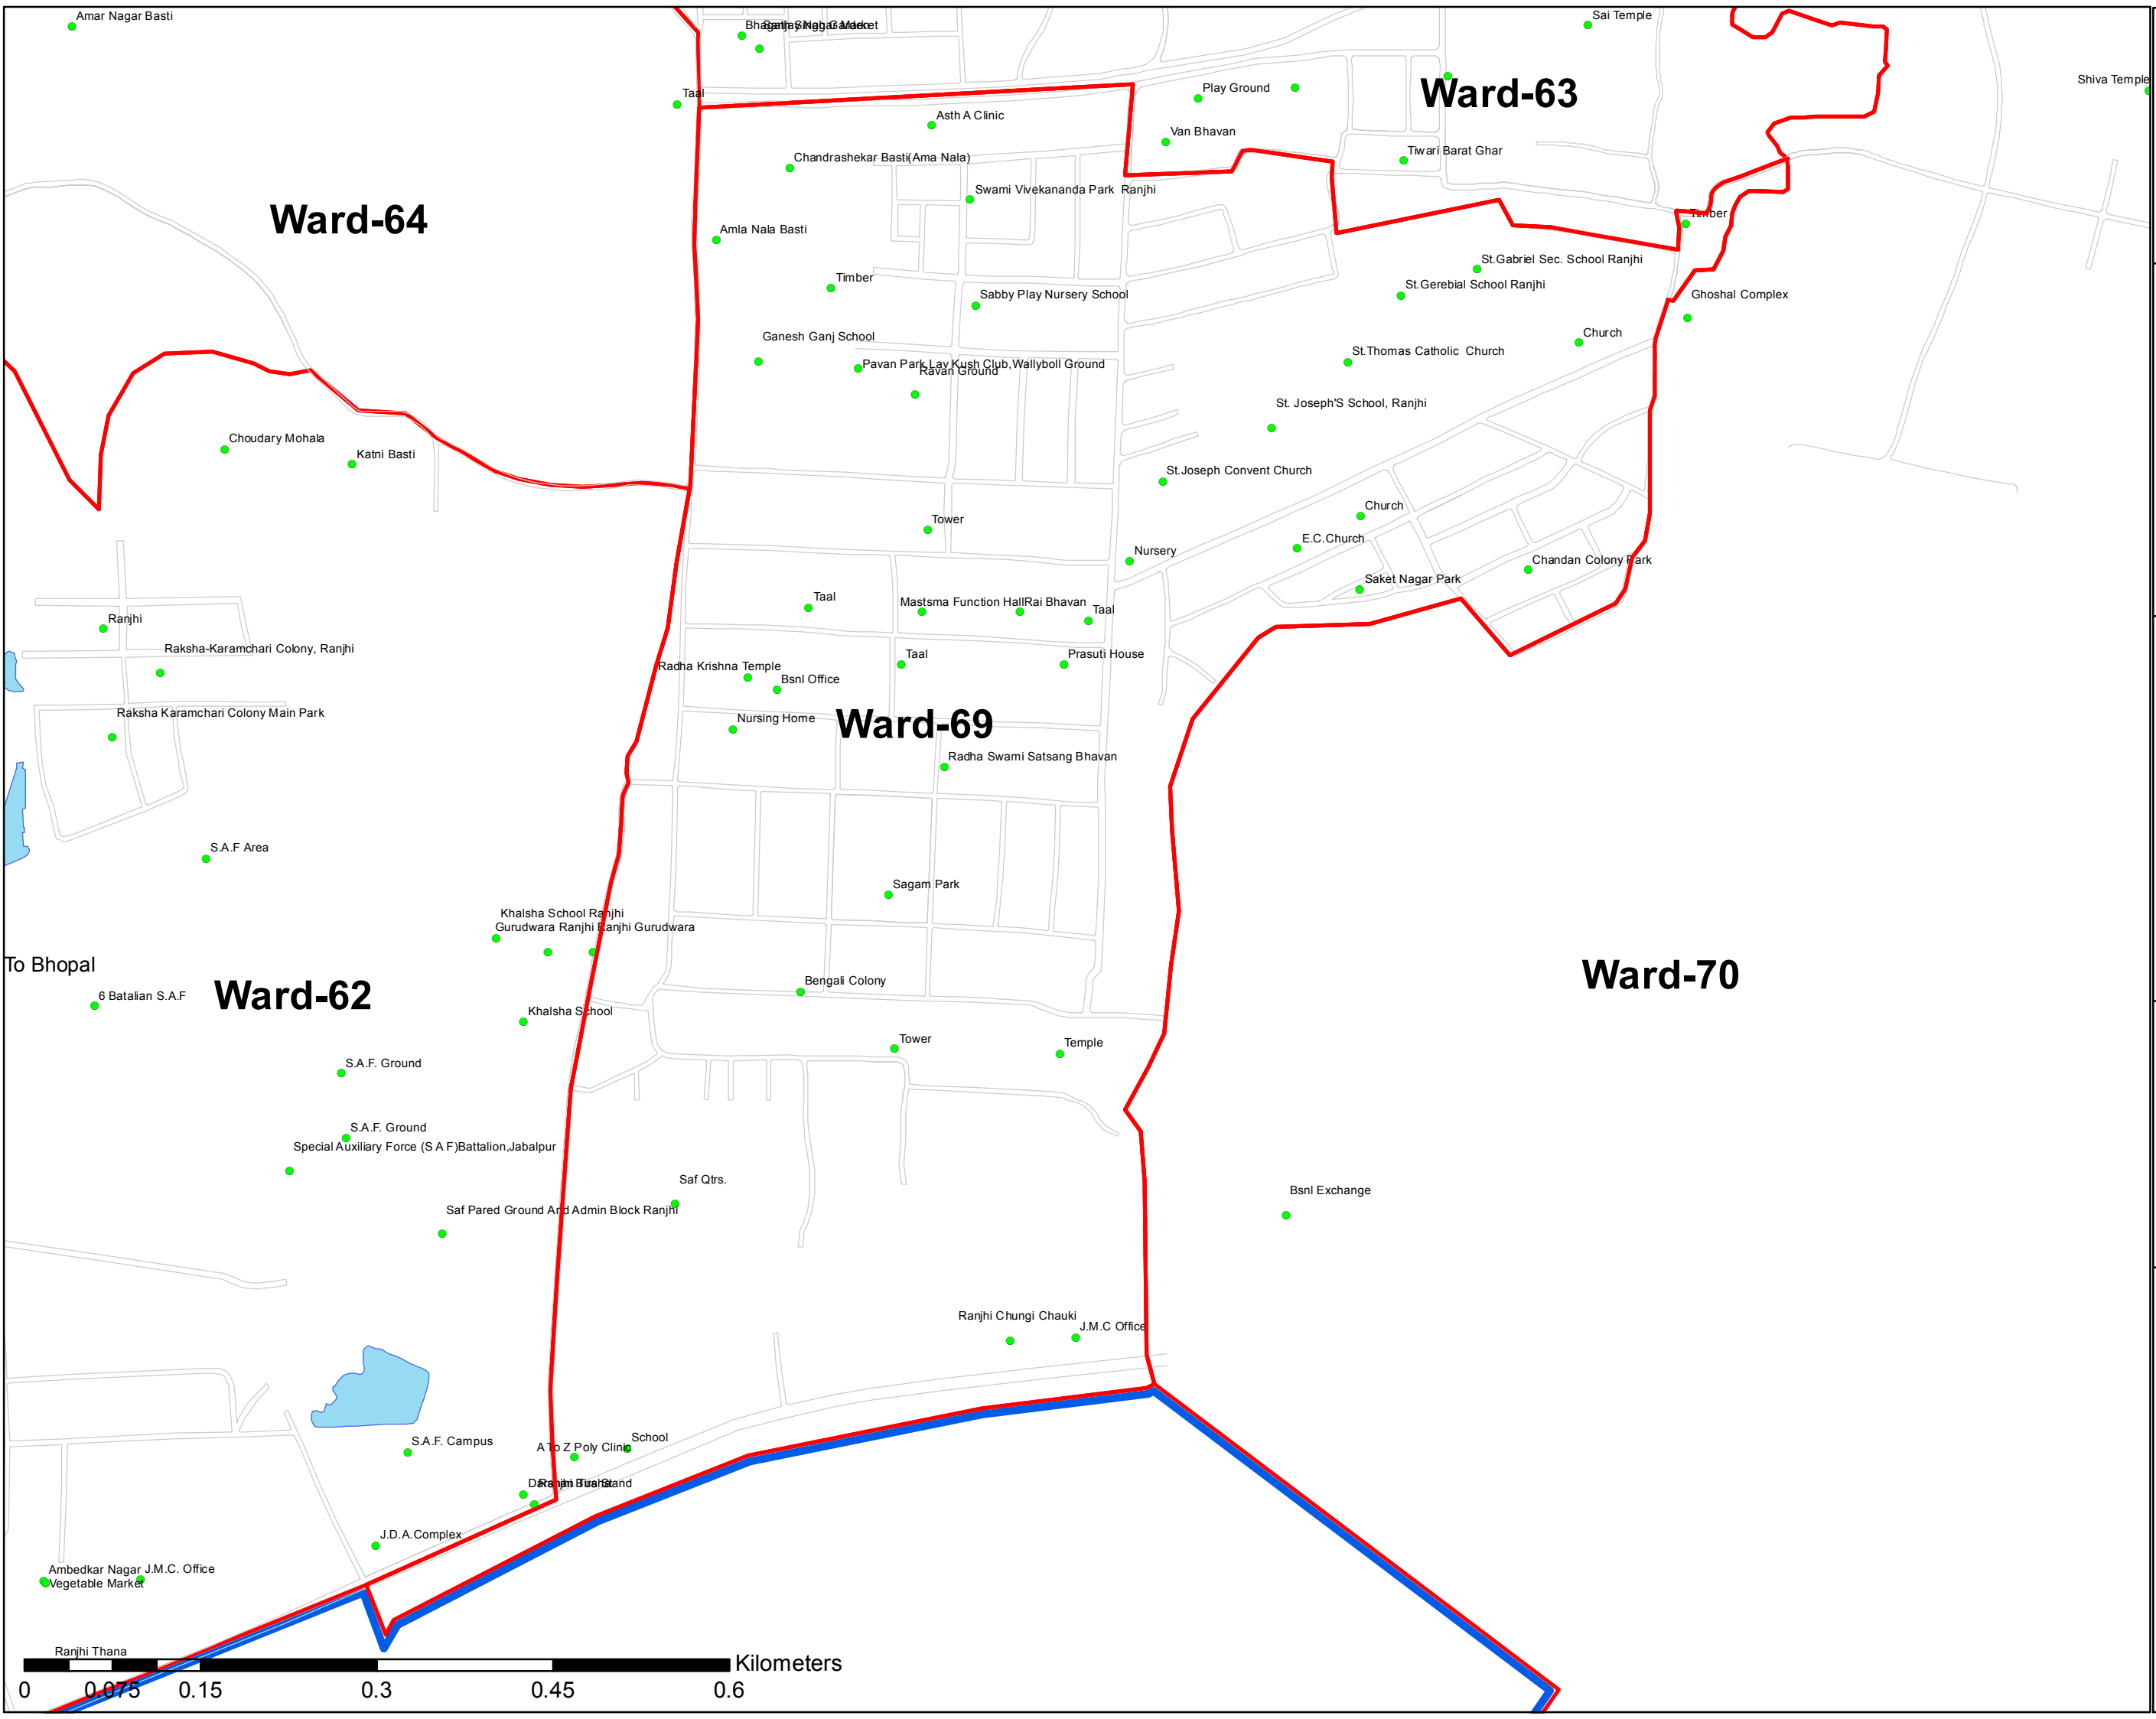 Amar Nagar Basti
Bhagath Singh Garden
Sanjay Nagar Market
Sai Temple
Shiva Temple
Ward-63
Play Ground
Taal
Asth A Clinic
Van Bhavan
Tiwari Barat Ghar
Chandrashekar Basti(Ama Nala)
Swami Vivekananda Park Ranjhi
Ward-64
Timber
Amla Nala Basti
St.Gabriel Sec. School Ranjhi
Timber
St.Gerebial School Ranjhi
Sabby Play Nursery School
Ghoshal Complex
Ganesh Ganj School
Church
St.Thomas Catholic Church
Pavan Park,Lav Kush Club,Wallyboll Ground
Ravan Ground
St. Joseph'S School, Ranjhi
Choudary Mohala
Katni Basti
St.Joseph Convent Church
Church
Tower
E.C.Church
Nursery
Chandan Colony Park
Saket Nagar Park
Taal
Mastsma Function Hall
Rai Bhavan
Taal
Ranjhi
Raksha-Karamchari Colony, Ranjhi
Taal
Prasuti House
Radha Krishna Temple
Bsnl Office
Raksha Karamchari Colony Main Park
Nursing Home
Ward-69
Radha Swami Satsang Bhavan
S.A.F Area
Sagam Park
Khalsha School Ranjhi
Gurudwara Ranjhi
Ranjhi Gurudwara
To Bhopal
Ward-70
Bengali Colony
6 Batalian S.A.F
Ward-62
Khalsha School
Tower
Temple
S.A.F. Ground
S.A.F. Ground
Special Auxiliary Force (S A F)Battalion,Jabalpur
Saf Qtrs.
Bsnl Exchange
Saf Pared Ground And Admin Block Ranjhi
Ranjhi Chungi Chauki
J.M.C Office
School
S.A.F. Campus
A To Z Poly Clinic
Ranjhi Bus Stand
J.D.A.Complex
Ambedkar Nagar
J.M.C. Office
Vegetable Market
Ranjhi Thana
Kilometers
0 0.075 0.15 0.3 0.45 0.6